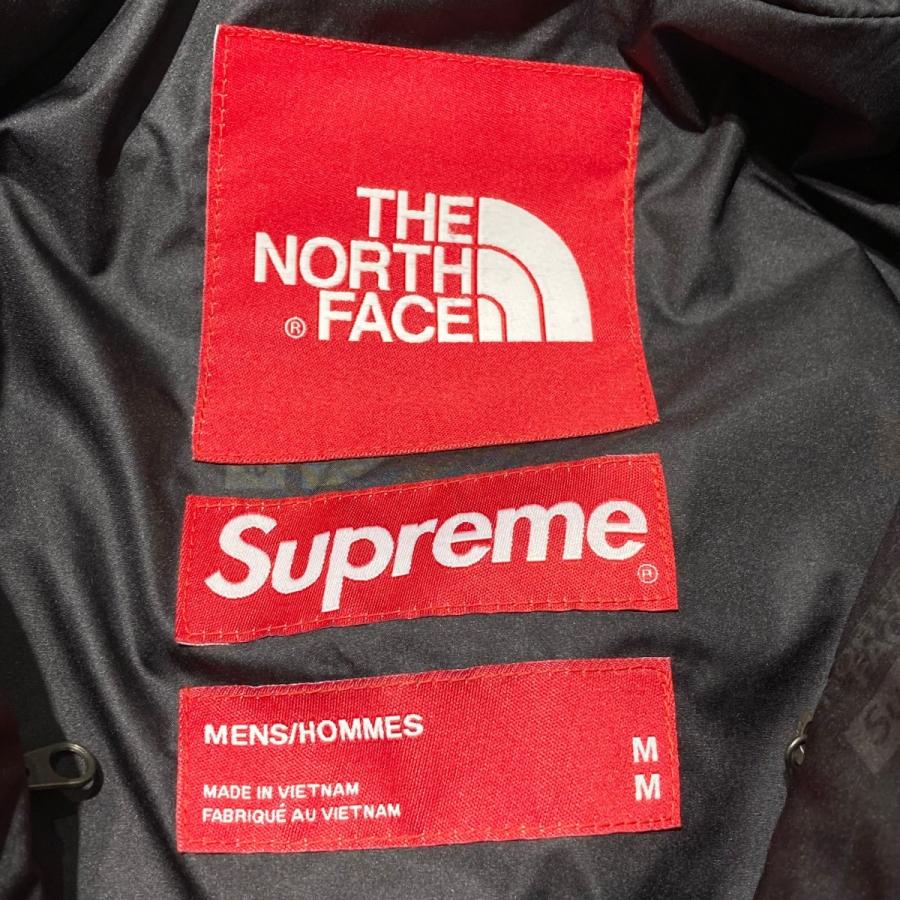 THE
NORTH
® FACE
Supreme
®
MENS/HOMMES
M
M
MADE IN VIETNAM
FABRIQUÉ AU VIETNAM